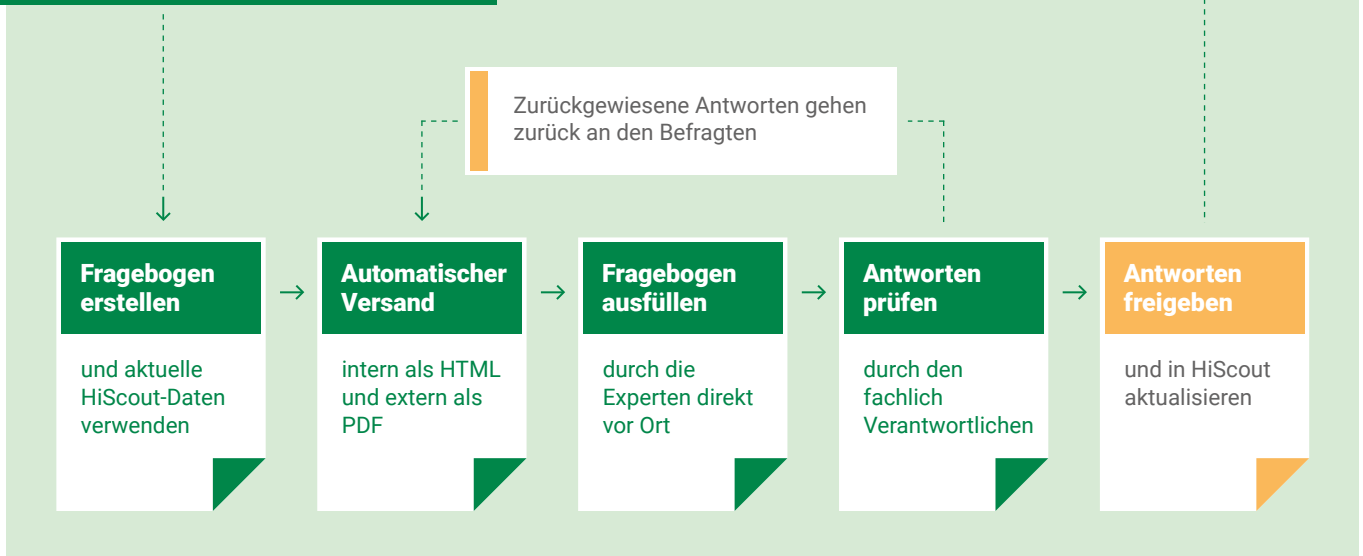 Zurückgewiesene Antworten gehen
zurück an den Befragten
Fragebogen
erstellen
und aktuelle
HiScout-Daten
verwenden
Automatischer
Versand
intern als HTML
und extern als
PDF
Fragebogen
ausfüllen
durch die
Experten direkt
vor Ort
Antworten
prüfen
durch den
fachlich
Verantwortlichen
Antworten
freigeben
und in HiScout
aktualisieren